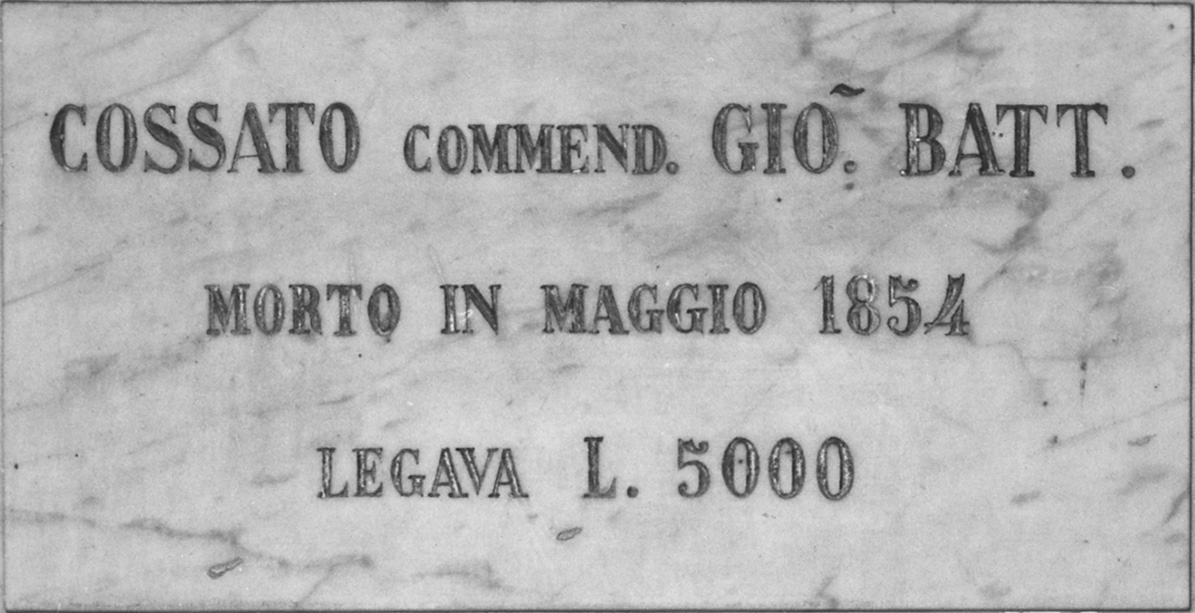 COSSATO COMMEND. GIO͂. BATT.
MORTO IN MAGGIO 1854
LEGAVA L. 5000